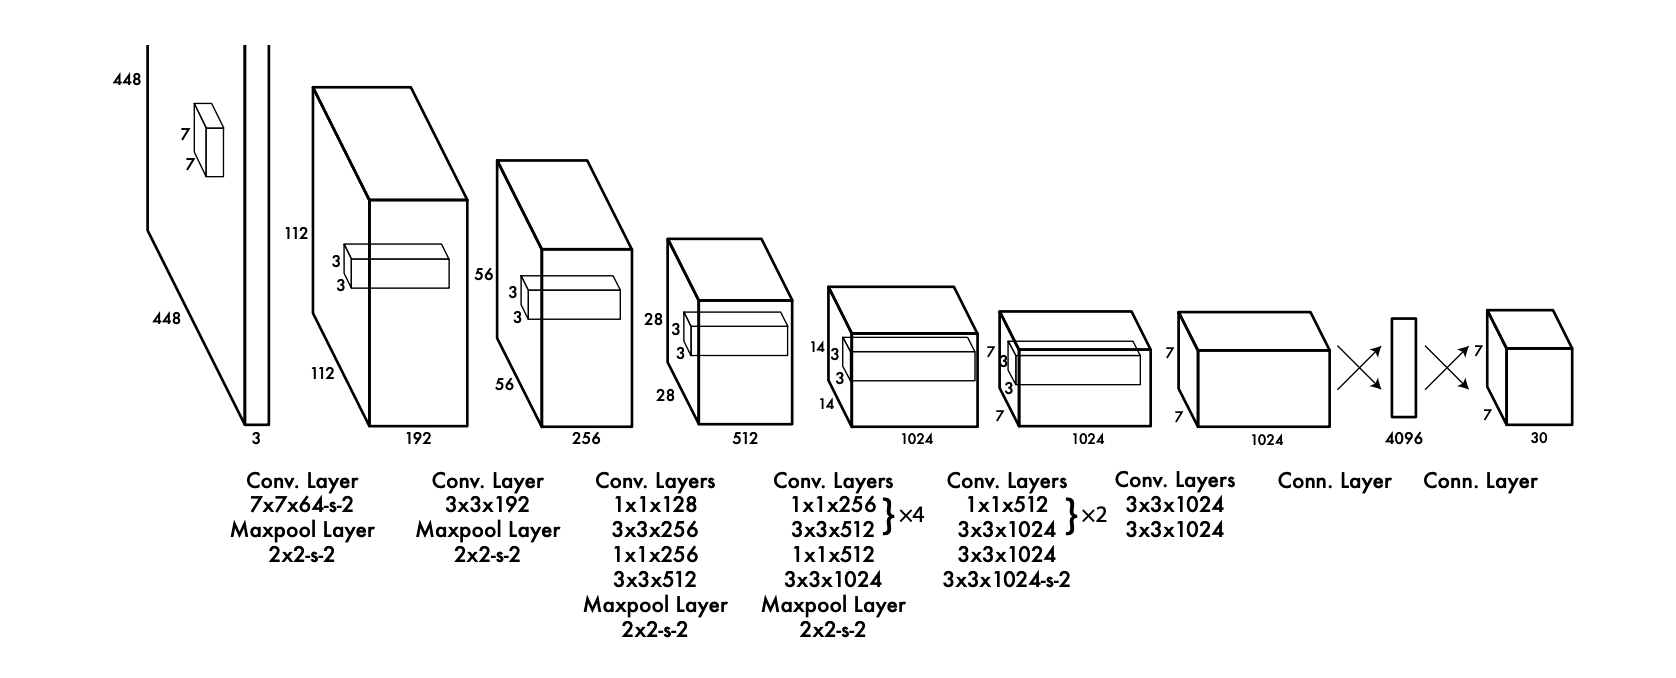 448
7
7
448
3
112
3
3
112
192
56
3
3
56
256
28
3
3
28
512
14
3
3
14
1024
7
3
3
7
1024
7
7
1024
4096
7
7
30
Conv. Layer
7x7x64-s-2
Maxpool Layer
2x2-s-2
Conv. Layer
3x3x192
Maxpool Layer
2x2-s-2
Conv. Layers
1x1x128
3x3x256
1x1x256
3x3x512
Maxpool Layer
2x2-s-2
Conv. Layers
1x1x256
3x3x512
} ×4
1x1x512
3x3x1024
Maxpool Layer
2x2-s-2
Conv. Layers
1x1x512
3x3x1024
} ×2
3x3x1024
3x3x1024-s-2
Conv. Layers
3x3x1024
3x3x1024
Conn. Layer
Conn. Layer